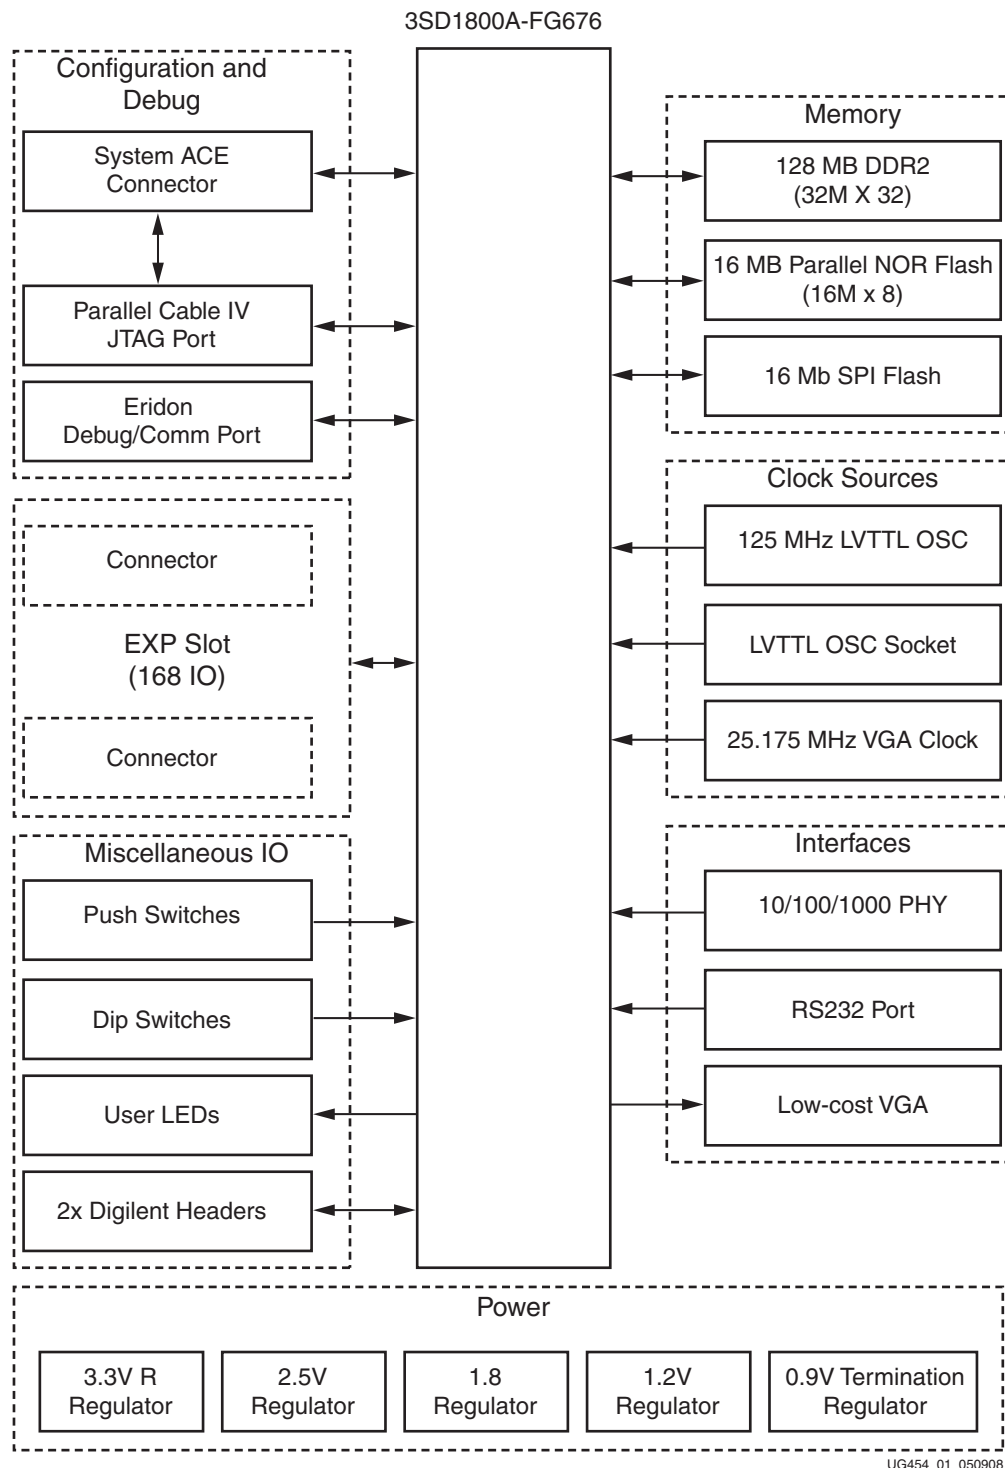 3SD1800A-FG676
Configuration and
Debug
System ACE
Connector
Parallel Cable IV
JTAG Port
Eridon
Debug/Comm Port
Connector
EXP Slot
(168 IO)
Connector
Miscellaneous IO
Push Switches
Dip Switches
User LEDs
2x Digilent Headers
Memory
128 MB DDR2
(32M X 32)
16 MB Parallel NOR Flash
(16M x 8)
16 Mb SPI Flash
Clock Sources
125 MHz LVTTL OSC
LVTTL OSC Socket
25.175 MHz VGA Clock
Interfaces
10/100/1000 PHY
RS232 Port
Low-cost VGA
Power
3.3V R
Regulator
2.5V
Regulator
1.8
Regulator
1.2V
Regulator
0.9V Termination
Regulator
UG454_01_050908